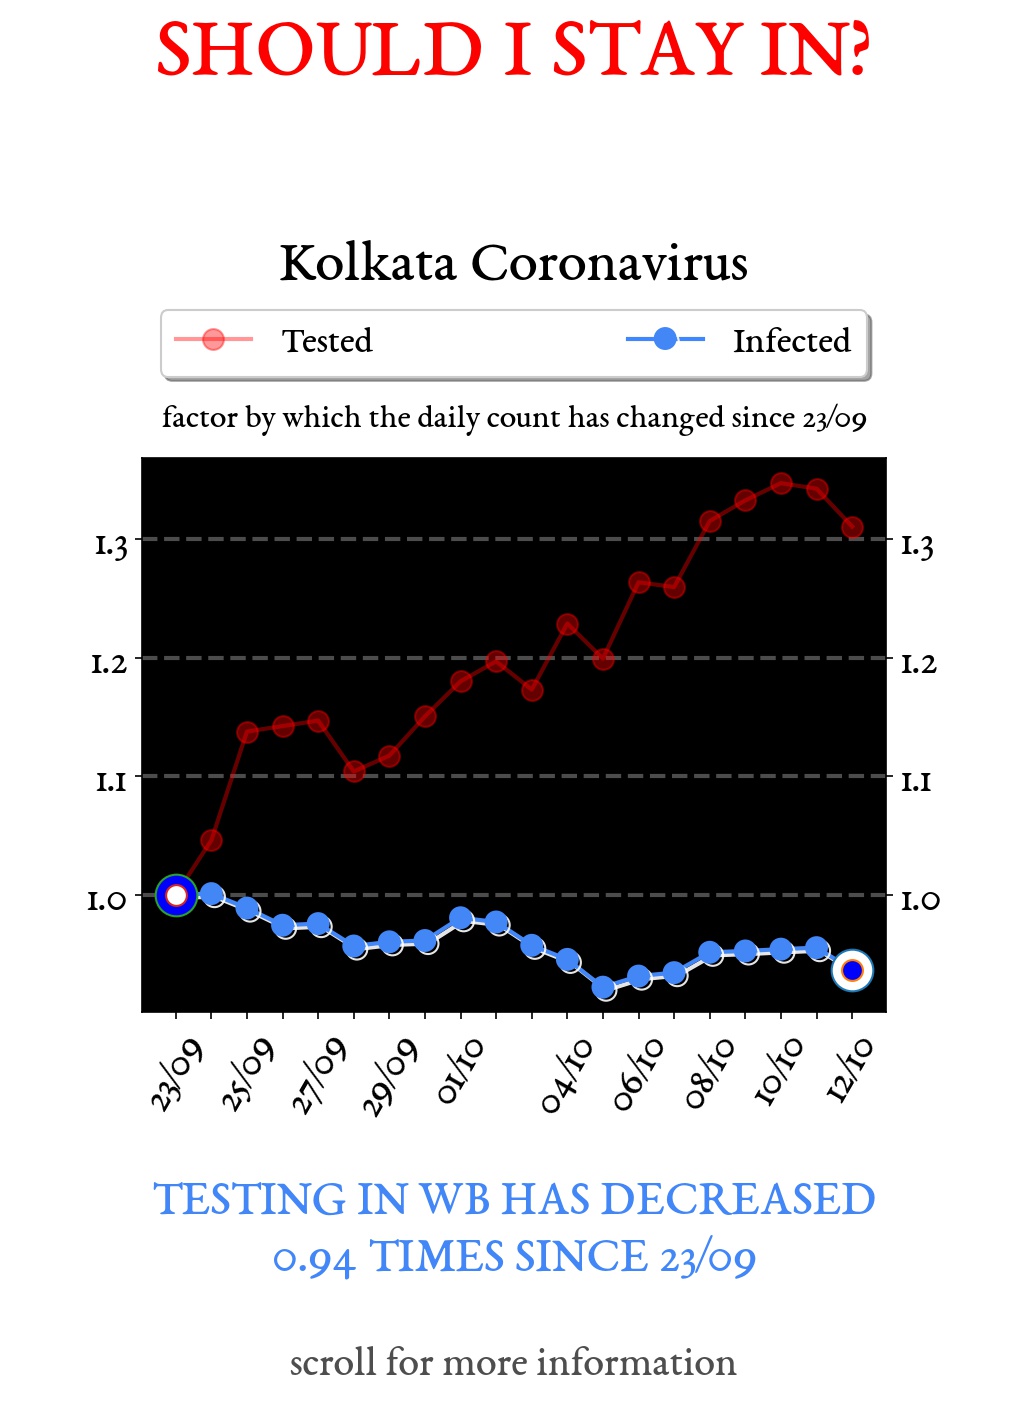 SHOULD I STAY IN?
Kolkata Coronavirus
Tested Infected
factor by which the daily count has changed since 23/09
1.3 1.3
1.2 1.2
1.1 1.1
1.0 1.0
23/09 25/09 27/09 29/09 01/10 04/10 06/10 08/10 10/10 12/10
TESTING IN WB HAS DECREASED
0.94 TIMES SINCE 23/09
scroll for more information